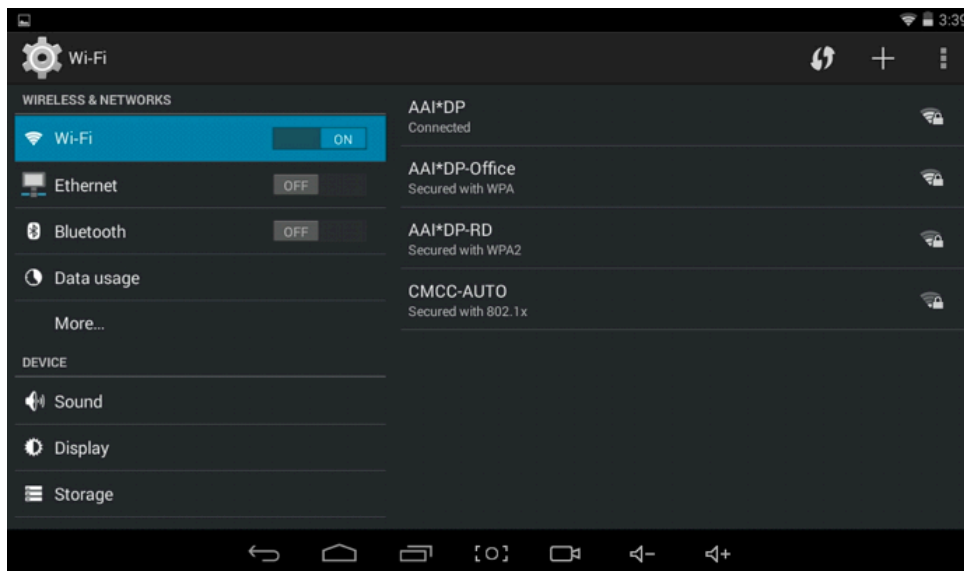 3:39
Wi-Fi
WIRELESS & NETWORKS
Wi-Fi ON
Ethernet OFF
Bluetooth OFF
Data usage
More...
DEVICE
Sound
Display
Storage
AAI*DP
Connected
AAI*DP-Office
Secured with WPA
AAI*DP-RD
Secured with WPA2
CMCC-AUTO
Secured with 802.1x